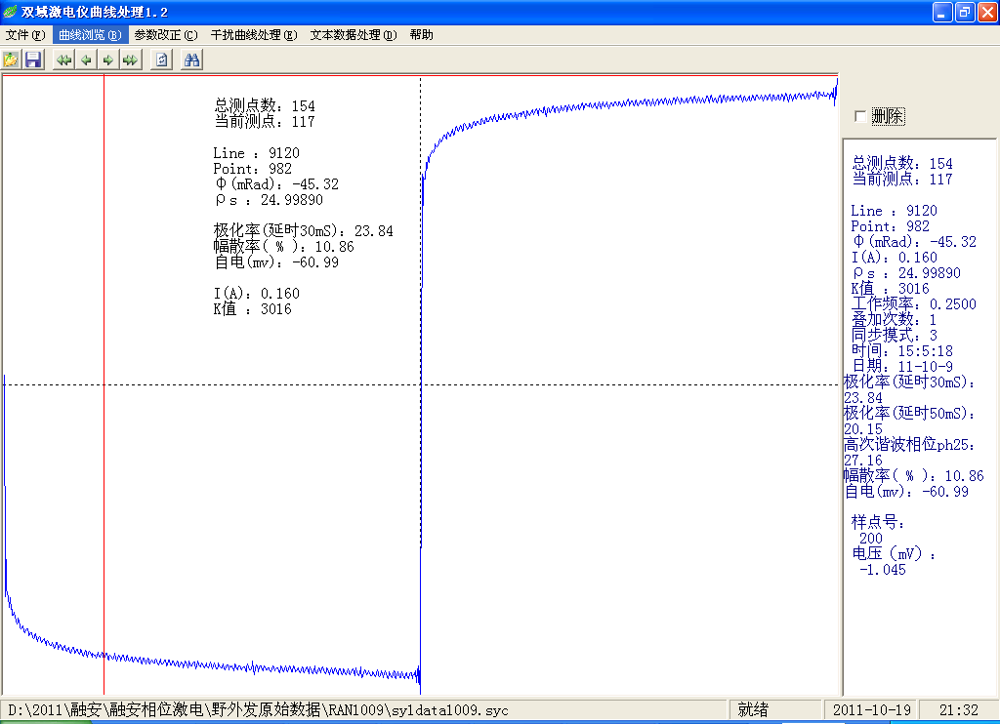 双域激电仪曲线处理1.2
文件(F) 曲线浏览(B) 参数改正(C) 干扰曲线处理(E) 文本数据处理(D) 帮助
总测点数: 154
当前测点: 117
Line : 9120
Point: 982
Φ(mRad): -45.32
ρs : 24.99890
极化率(延时30mS): 23.84
幅散率( % ): 10.86
自电(mv): -60.99
I(A): 0.160
K值 : 3016
删除
总测点数: 154
当前测点: 117
Line : 9120
Point: 982
Φ(mRad): -45.32
I(A): 0.160
ρs : 24.99890
K值 : 3016
工作频率: 0.2500
叠加次数: 1
同步摸式: 3
时间: 15:5:18
日期: 11-10-9
极化率(延时30mS):
23.84
极化率(延时50mS):
20.15
高次谐波相位ph25:
27.16
幅散率( % ): 10.86
自电(mv): -60.99
样点号:
200
电压（mV）:
-1.045
D:\2011\融安\融安相位激电\野外发原始数据\RAN1009\syldata1009.syc
就绪
2011-10-19
21:32